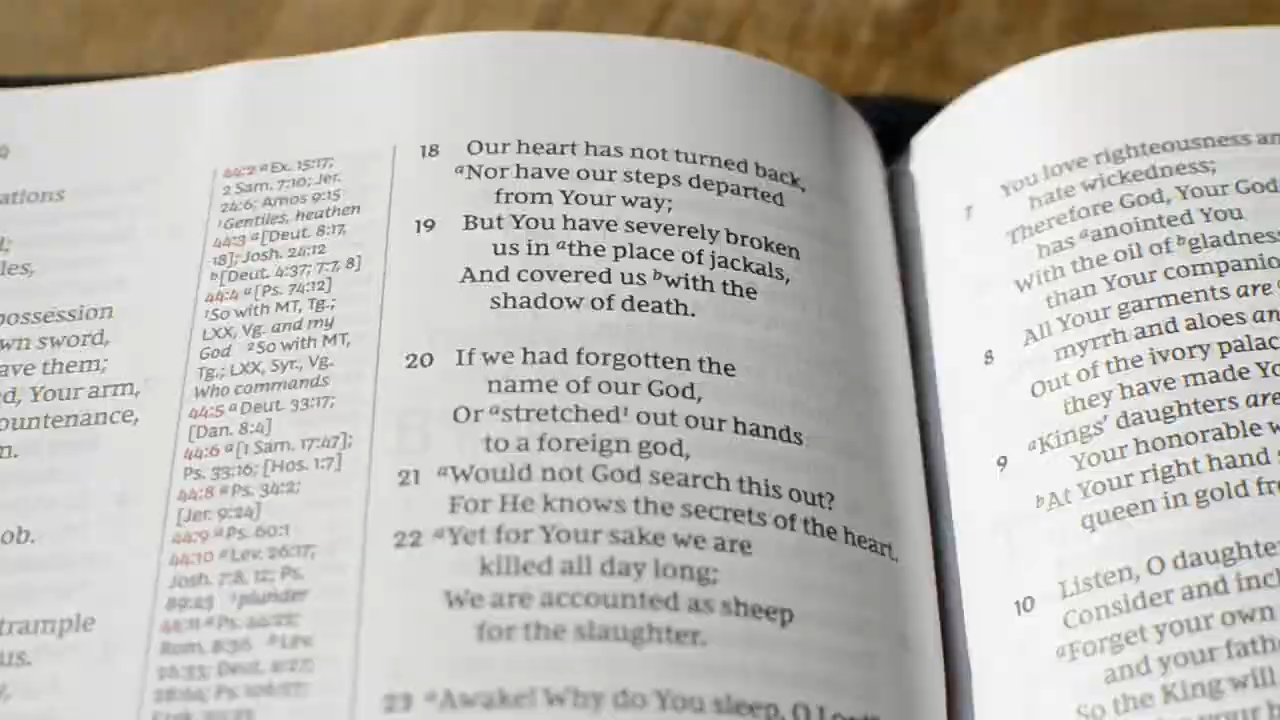 ations
possession
wn sword,
ave them;
d, Your arm,
ountenance,
ob.
trample
us.
44:2 a Ex. 15:17;
2 Sam. 7:10; Jer.
24:6; Amos 9:15
1Gentiles, heathen
44:3 a [Deut. 8:17,
18]; Josh. 24:12
b [Deut. 4:37; 7:7, 8]
44:4 a [Ps. 74:12]
1So with MT, Tg.;
LXX, Vg. and my
God 2So with MT,
Tg.; LXX, Syr., Vg.
Who commands
44:5 a Deut. 33:17;
[Dan. 8:4]
44:6 a [1 Sam. 17:47];
Ps. 33:16; [Hos. 1:7]
44:8 a Ps. 34:2;
[Jer. 9:24]
44:9 a Ps. 60:1
44:10 a Lev. 26:17;
Josh. 7:8, 12; Ps.
1plunder
18 Our heart has not turned back,
aNor have our steps departed
from Your way;
19 But You have severely broken
us in athe place of jackals,
And covered us bwith the
shadow of death.
20 If we had forgotten the
name of our God,
Or astretched1 out our hands
to a foreign god,
21 aWould not God search this out?
For He knows the secrets of the heart.
22 aYet for Your sake we are
killed all day long;
We are accounted as sheep
for the slaughter.
23 aAwake! Why do You sleep, O
7 You love righteousness an
hate wickedness;
Therefore God, Your God
has aanointed You
With the oil of bgladness
than Your companio
8 All Your garments are
myrrh and aloes an
Out of the ivory palac
they have made Yo
9 aKings' daughters are
Your honorable w
bAt Your right hand
queen in gold fr
10 Listen, O daughte
Consider and incl
aForget your own
and your fath
So the King will